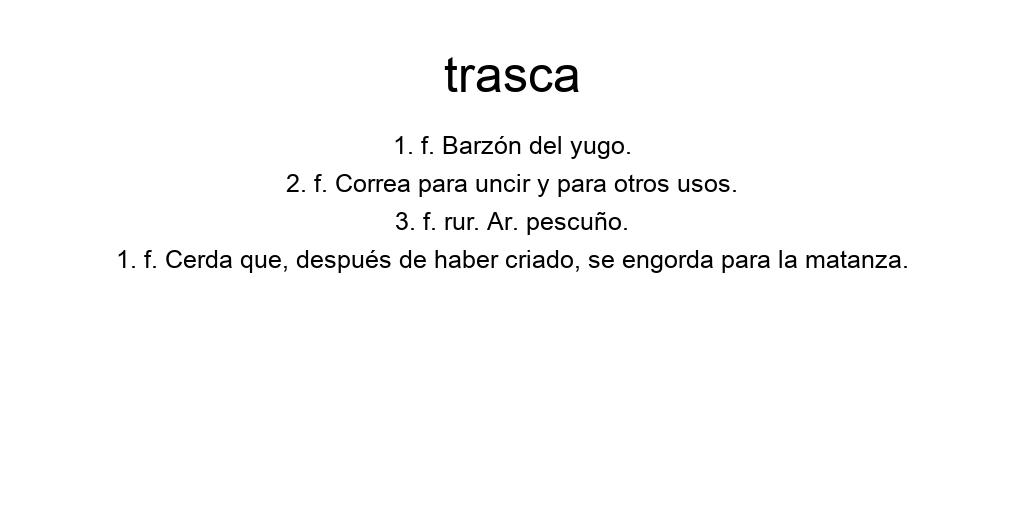 trasca
1. f. Barzón del yugo.
2. f. Correa para uncir y para otros usos.
3. f. rur. Ar. pescuño.
1. f. Cerda que, después de haber criado, se engorda para la matanza.